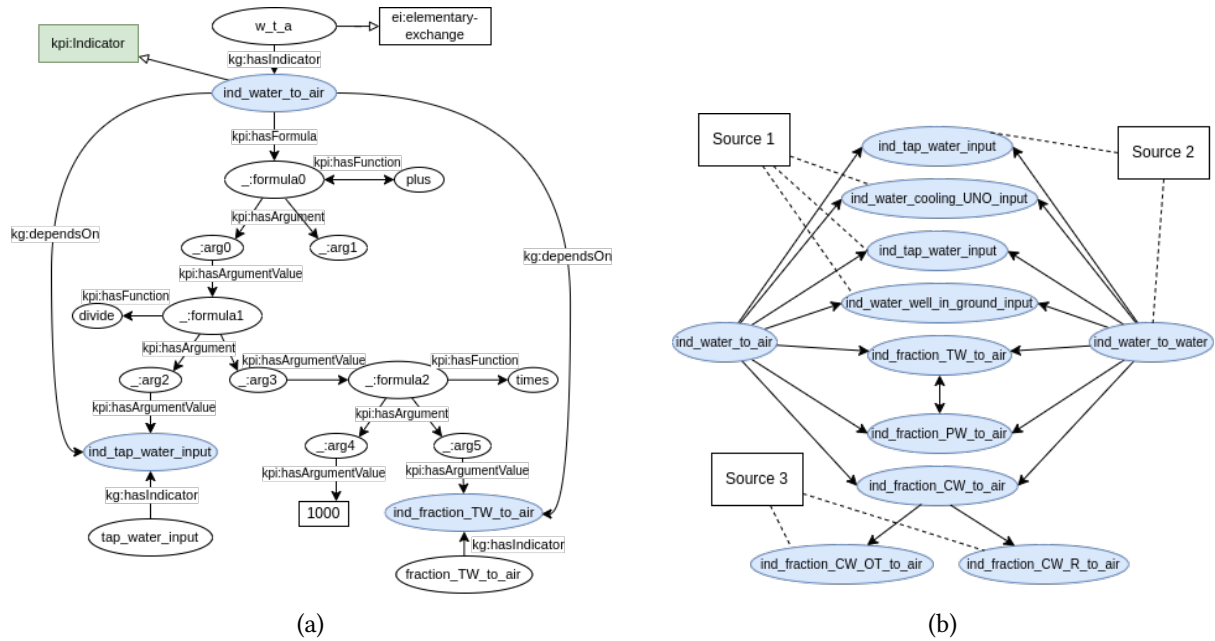 w_t_a
ei:elementary-
exchange
kpi:Indicator
kg:hasIndicator
ind_water_to_air
kpi:hasFormula
kpi:hasFunction
_:formula0
plus
kpi:hasArgument
kg:dependsOn
_:arg0
_:arg1
kg:dependsOn
kpi:hasArgumentValue
kpi:hasFunction
divide
_:formula1
kpi:hasArgument
kpi:hasArgumentValue
kpi:hasFunction
_:arg2
_:arg3
_:formula2
times
kpi:hasArgumentValue
kpi:hasArgument
ind_tap_water_input
_:arg4
_:arg5
kpi:hasArgumentValue
kpi:hasArgumentValue
kg:hasIndicator
1000
ind_fraction_TW_to_air
tap_water_input
kg:hasIndicator
fraction_TW_to_air
(a)
Source 1
ind_tap_water_input
Source 2
ind_water_cooling_UNO_input
ind_tap_water_input
ind_water_well_in_ground_input
ind_water_to_air
ind_fraction_TW_to_air
ind_water_to_water
ind_fraction_PW_to_air
Source 3
ind_fraction_CW_to_air
ind_fraction_CW_OT_to_air
ind_fraction_CW_R_to_air
(b)